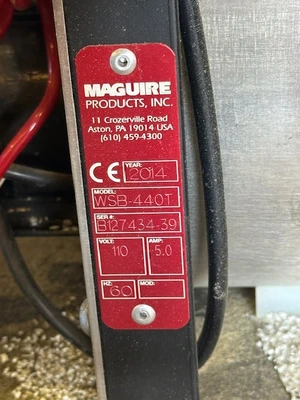 MAGUIRE
PRODUCTS, INC.
11 Crozerville Road
Aston, PA 19014 USA
(610) 459-4300
CE YEAR: 2014
MODEL: WSB-440T
SER #: B127434-39
VOLT: 110 AMP: 5.0
HZ: 60 MOD: